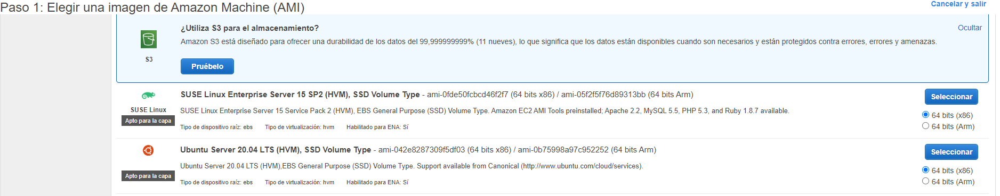 Paso 1: Elegir una imagen de Amazon Machine (AMI)
Cancelar y salir
¿Utiliza S3 para el almacenamiento?
Ocultar
Amazon S3 está diseñado para ofrecer una durabilidad de los datos del 99,999999999% (11 nueves), lo que significa que los datos están disponibles cuando son necesarios y están protegidos contra errores, errores y amenazas.
S3
Pruébelo
SUSE Linux Enterprise Server 15 SP2 (HVM), SSD Volume Type - ami-0fde50fcbcd46f2f7 (64 bits x86) / ami-05f2f5f76d89313bb (64 bits Arm)
Seleccionar
SUSE Linux
SUSE Linux Enterprise Server 15 Service Pack 2 (HVM), EBS General Purpose (SSD) Volume Type. Amazon EC2 AMI Tools preinstalled; Apache 2.2, MySQL 5.5, PHP 5.3, and Ruby 1.8.7 available.
64 bits (x86)
Apto para la capa
Tipo de dispositivo raíz: ebs Tipo de virtualización: hvm Habilitado para ENA: Sí
64 bits (Arm)
Ubuntu Server 20.04 LTS (HVM), SSD Volume Type - ami-042e8287309f5df03 (64 bits x86) / ami-0b75998a97c952252 (64 bits Arm)
Seleccionar
Ubuntu Server 20.04 LTS (HVM),EBS General Purpose (SSD) Volume Type. Support available from Canonical (http://www.ubuntu.com/cloud/services).
64 bits (x86)
Apto para la capa
Tipo de dispositivo raíz: ebs Tipo de virtualización: hvm Habilitado para ENA: Sí
64 bits (Arm)